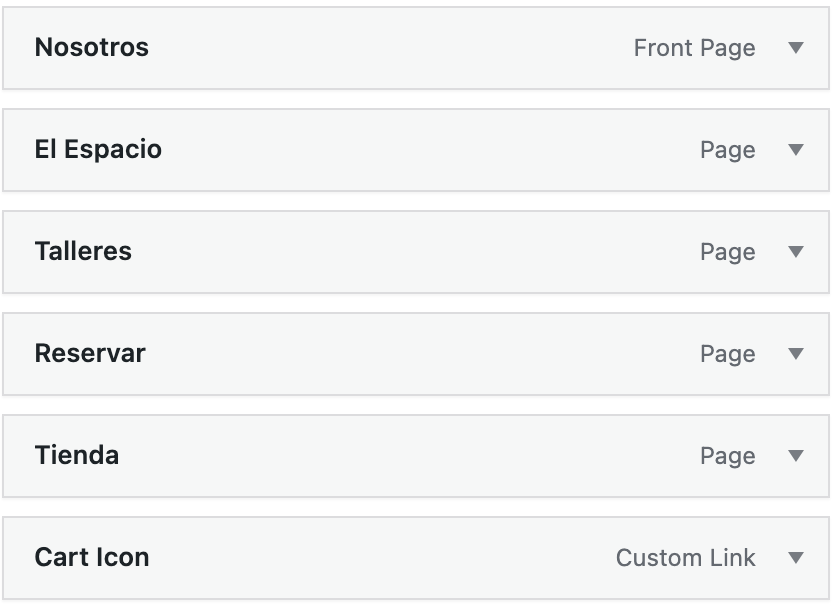 Nosotros Front Page
El Espacio Page
Talleres Page
Reservar Page
Tienda Page
Cart Icon Custom Link